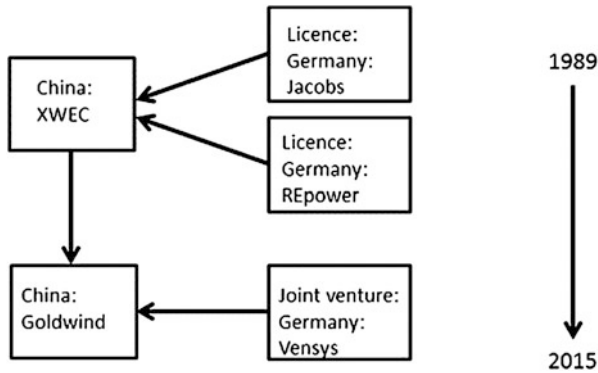 Licence:
Germany:
Jacobs
1989
China:
XWEC
Licence:
Germany:
REpower
China:
Goldwind
Joint venture:
Germany:
Vensys
2015